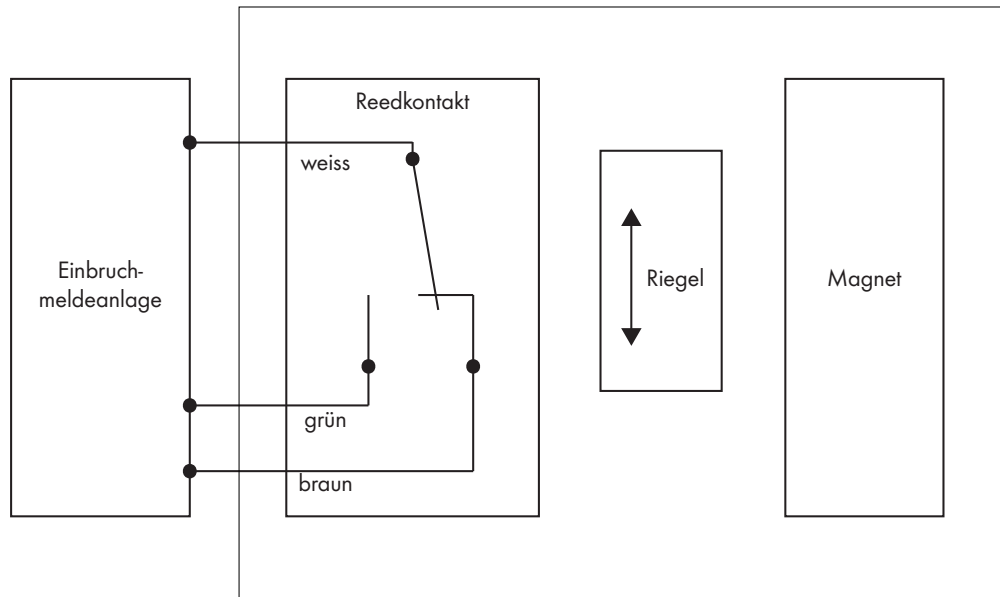 Reedkontakt
weiss
Einbruch-
meldeanlage
Riegel
Magnet
grün
braun